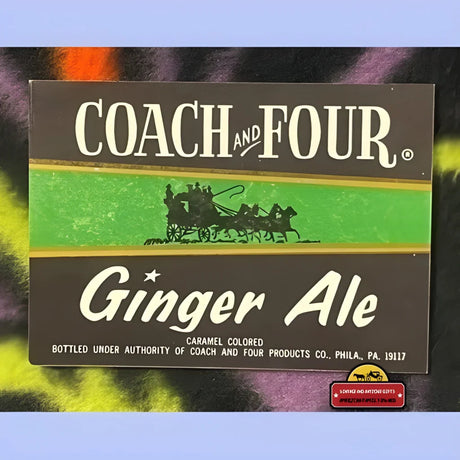 COACH AND FOUR®
Ginger Ale
CARAMEL COLORED
BOTTLED UNDER AUTHORITY OF COACH AND FOUR PRODUCTS CO., PHILA., PA. 19117